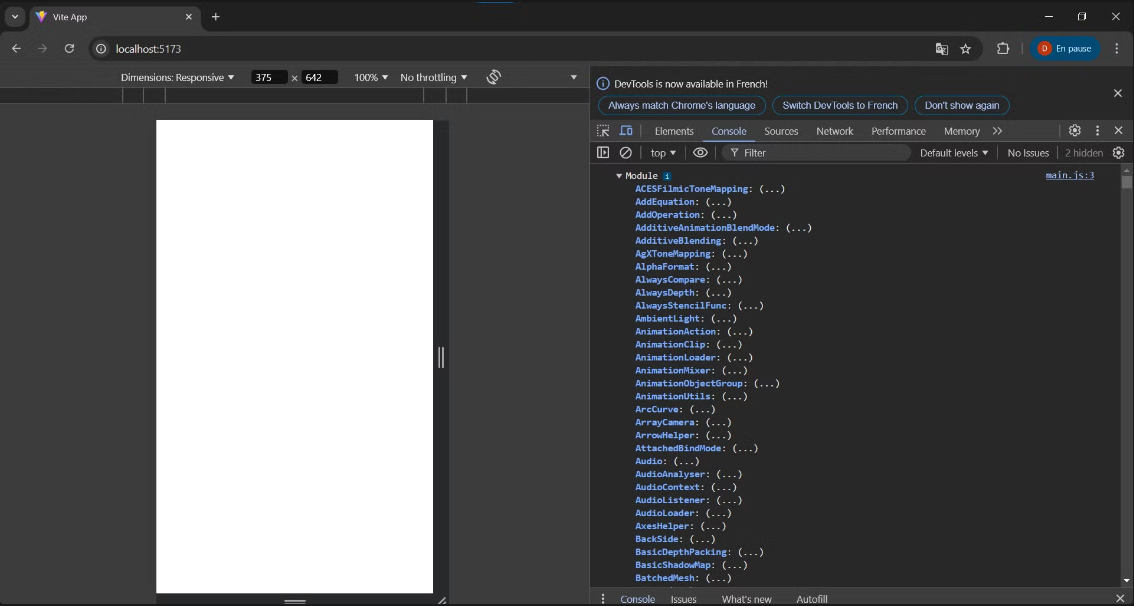 Vite App
localhost:5173
D En pause
Dimensions: Responsive 375 × 642 100% No throttling
DevTools is now available in French!
Always match Chrome's language Switch DevTools to French Don't show again
Elements Console Sources Network Performance Memory
top Filter Default levels No Issues 2 hidden
Module i main.js:3
ACESFilmicToneMapping: (...)
AddEquation: (...)
AddOperation: (...)
AdditiveAnimationBlendMode: (...)
AdditiveBlending: (...)
AgXToneMapping: (...)
AlphaFormat: (...)
AlwaysCompare: (...)
AlwaysDepth: (...)
AlwaysStencilFunc: (...)
AmbientLight: (...)
AnimationAction: (...)
AnimationClip: (...)
AnimationLoader: (...)
AnimationMixer: (...)
AnimationObjectGroup: (...)
AnimationUtils: (...)
ArcCurve: (...)
ArrayCamera: (...)
ArrowHelper: (...)
AttachedBindMode: (...)
Audio: (...)
AudioAnalyser: (...)
AudioContext: (...)
AudioListener: (...)
AudioLoader: (...)
AxesHelper: (...)
BackSide: (...)
BasicDepthPacking: (...)
BasicShadowMap: (...)
BatchedMesh: (...)
Console Issues What's new Autofill